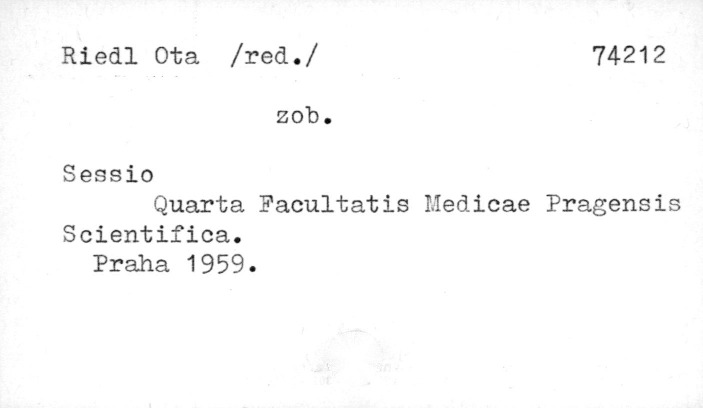 Riedl Ota /red./ 74212
zob.
Sessio
Quarta Facultatis Medicae Pragensis
Scientifica.
Praha 1959.